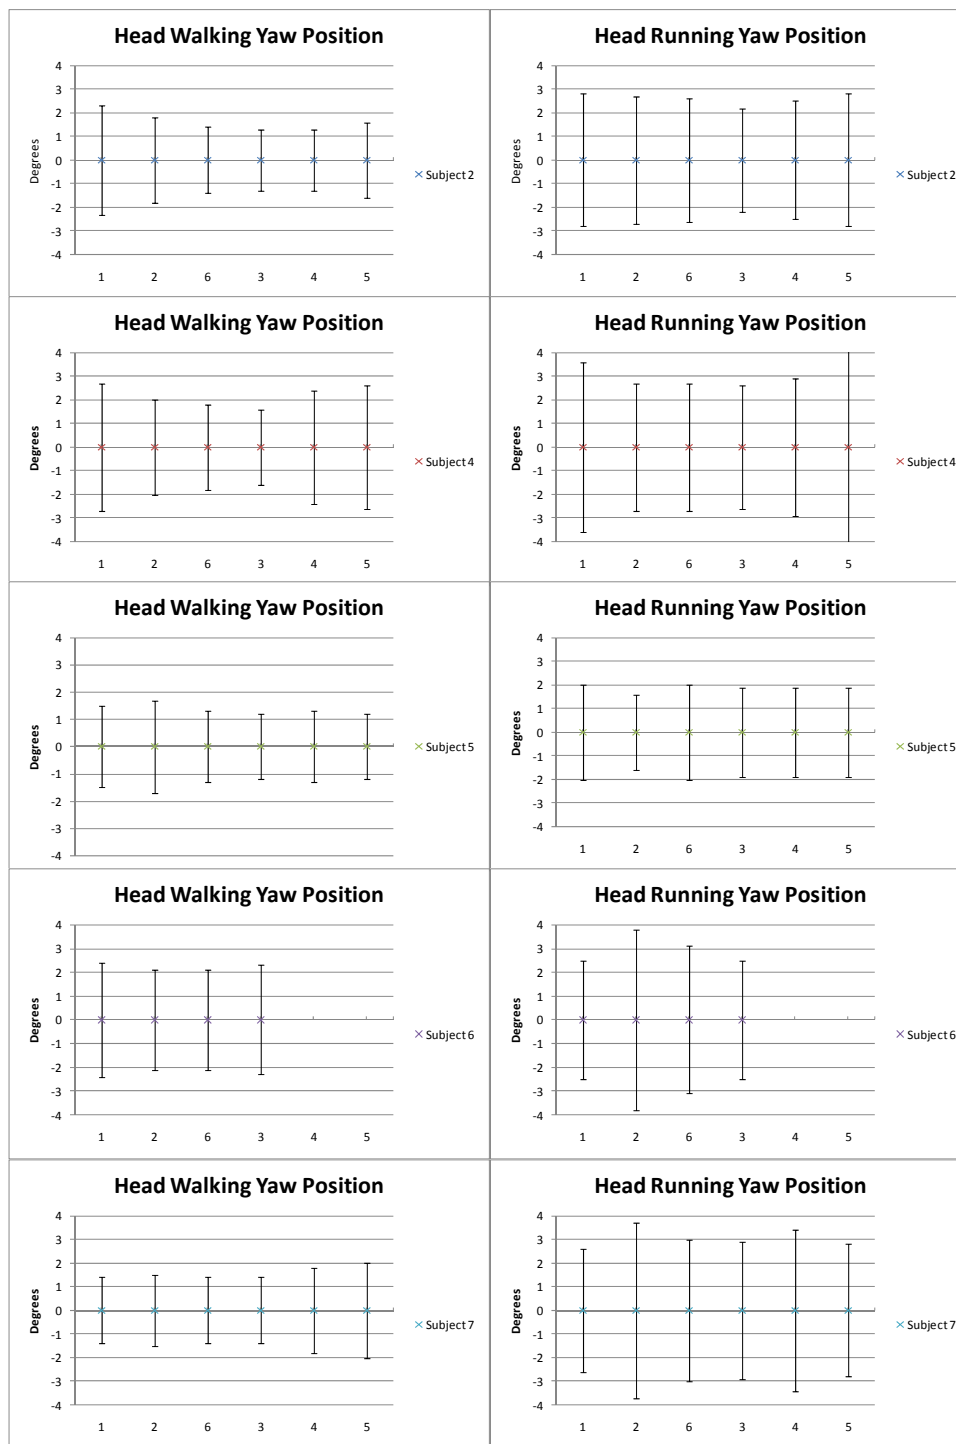 Head Walking Yaw Position
4
3
2
1
0
-1
-2
-3
-4
Degrees
1 2 6 3 4 5
Subject 2
Head Running Yaw Position
4
3
2
1
0
-1
-2
-3
-4
Degrees
1 2 6 3 4 5
Subject 2
Head Walking Yaw Position
4
3
2
1
0
-1
-2
-3
-4
Degrees
1 2 6 3 4 5
Subject 4
Head Running Yaw Position
4
3
2
1
0
-1
-2
-3
-4
Degrees
1 2 6 3 4 5
Subject 4
Head Walking Yaw Position
4
3
2
1
0
-1
-2
-3
-4
Degrees
1 2 6 3 4 5
Subject 5
Head Running Yaw Position
4
3
2
1
0
-1
-2
-3
-4
Degrees
1 2 6 3 4 5
Subject 5
Head Walking Yaw Position
4
3
2
1
0
-1
-2
-3
-4
Degrees
1 2 6 3 4 5
Subject 6
Head Running Yaw Position
4
3
2
1
0
-1
-2
-3
-4
Degrees
1 2 6 3 4 5
Subject 6
Head Walking Yaw Position
4
3
2
1
0
-1
-2
-3
-4
Degrees
1 2 6 3 4 5
Subject 7
Head Running Yaw Position
4
3
2
1
0
-1
-2
-3
-4
Degrees
1 2 6 3 4 5
Subject 7